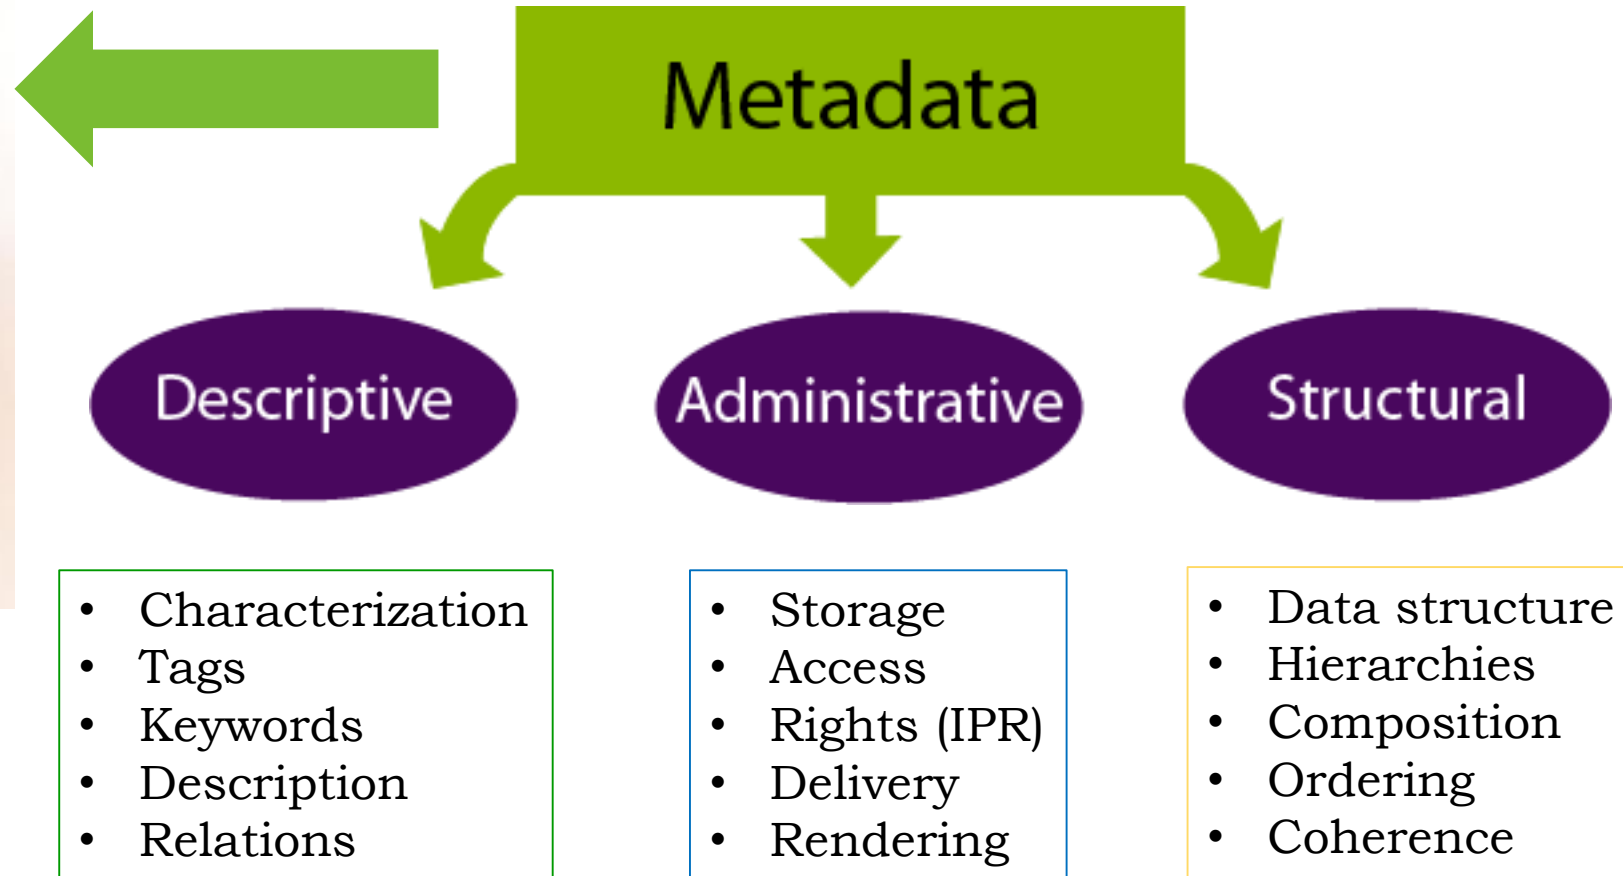 Metadata
Descriptive
Administrative
Structural
• Characterization
• Tags
• Keywords
• Description
• Relations
• Storage
• Access
• Rights (IPR)
• Delivery
• Rendering
• Data structure
• Hierarchies
• Composition
• Ordering
• Coherence